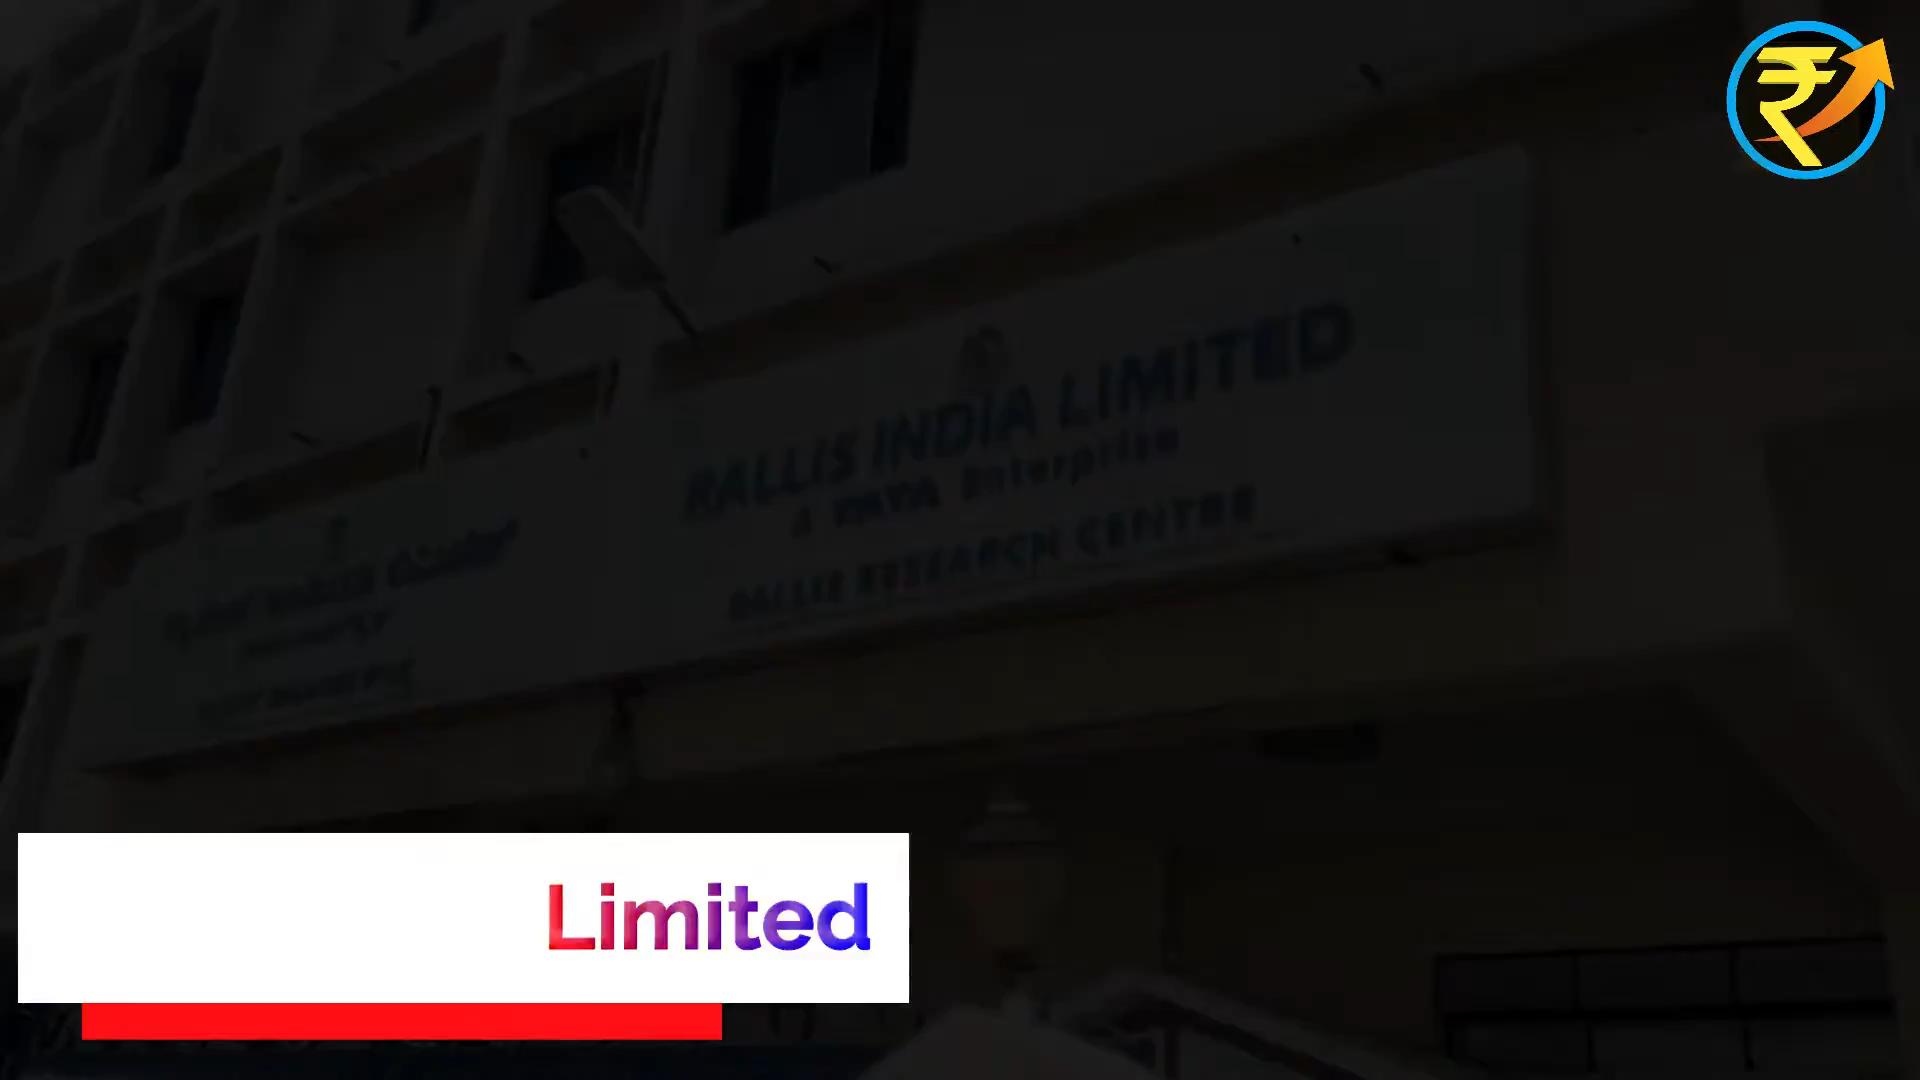 RALLIS INDIA LIMITED
A TATA Enterprise
RALLIS RESEARCH CENTRE
Limited